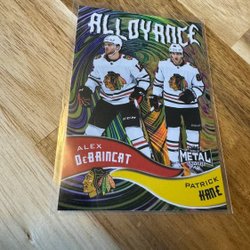 ALLOYANCE
ALEX
DeBRINCAT
METAL
PATRICK
KANE